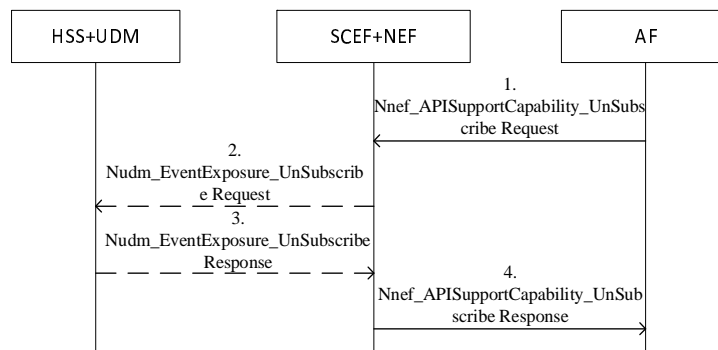 HSS+UDM
SCEF+NEF
AF
1.
Nnef_APISupportCapability_UnSubs
cribe Request
2.
Nudm_EventExposure_UnSubscrib
e Request
3.
Nudm_EventExposure_UnSubscribe
Response
4.
Nnef_APISupportCapability_UnSub
scribe Response